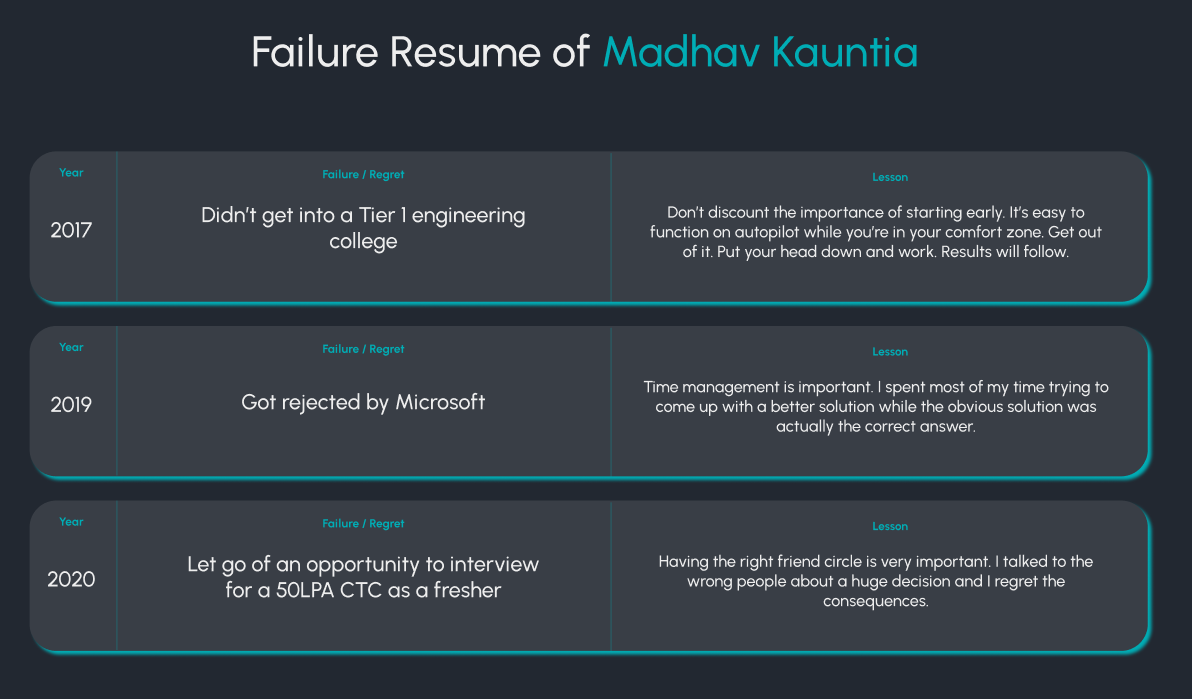 Failure Resume of Madhav Kauntia
Year
Failure / Regret
Lesson
2017
Didn't get into a Tier 1 engineering
college
Don't discount the importance of starting early. It's easy to
function on autopilot while you're in your comfort zone. Get out
of it. Put your head down and work. Results will follow.
Year
Failure / Regret
Lesson
2019
Got rejected by Microsoft
Time management is important. I spent most of my time trying to
come up with a better solution while the obvious solution was
actually the correct answer.
Year
Failure / Regret
Lesson
2020
Let go of an opportunity to interview
for a 50LPA CTC as a fresher
Having the right friend circle is very important. I talked to the
wrong people about a huge decision and I regret the
consequences.